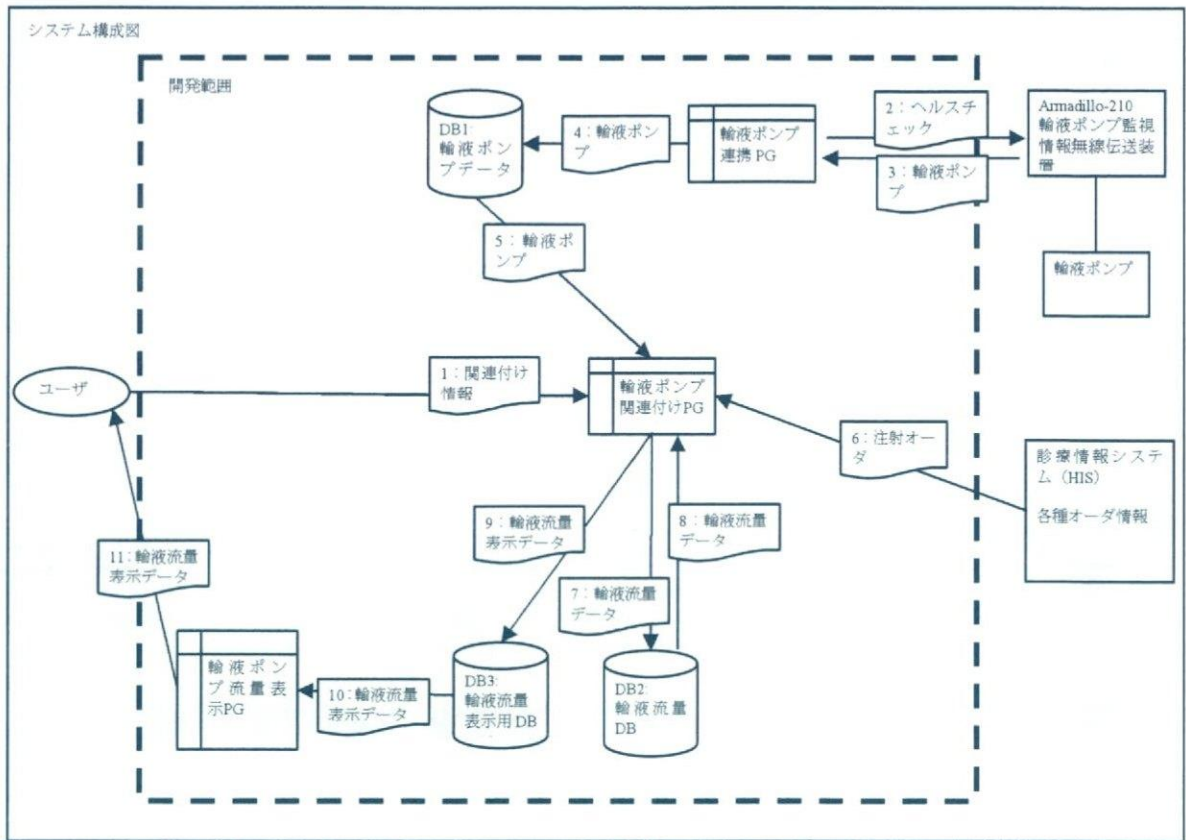 システム構成図
開発範囲
DB1:
輸液ポン
プデータ
4：輸液ポン
プ
輸液ポンプ
連携 PG
2：ヘルスチ
ェック
3：輸液ポン
プ
Armadillo-210
輸液ポンプ監視
情報無線伝送装
置
輸液ポンプ
5：輸液ポ
ンプ
ユーザ
1：関連付け
情報
輸液ポンプ
関連付けPG
6：注射オー
ダ
診療情報システ
ム（HIS）
各種オーダ情報
9：輸液流量
表示データ
8：輸液流量
データ
7：輸液流量
データ
11：輸液流量
表示データ
輸液ポン
プ流量表
示PG
10：輸液流量
表示データ
DB3:
輸液流量
表示用 DB
DB2:
輸液流量
DB